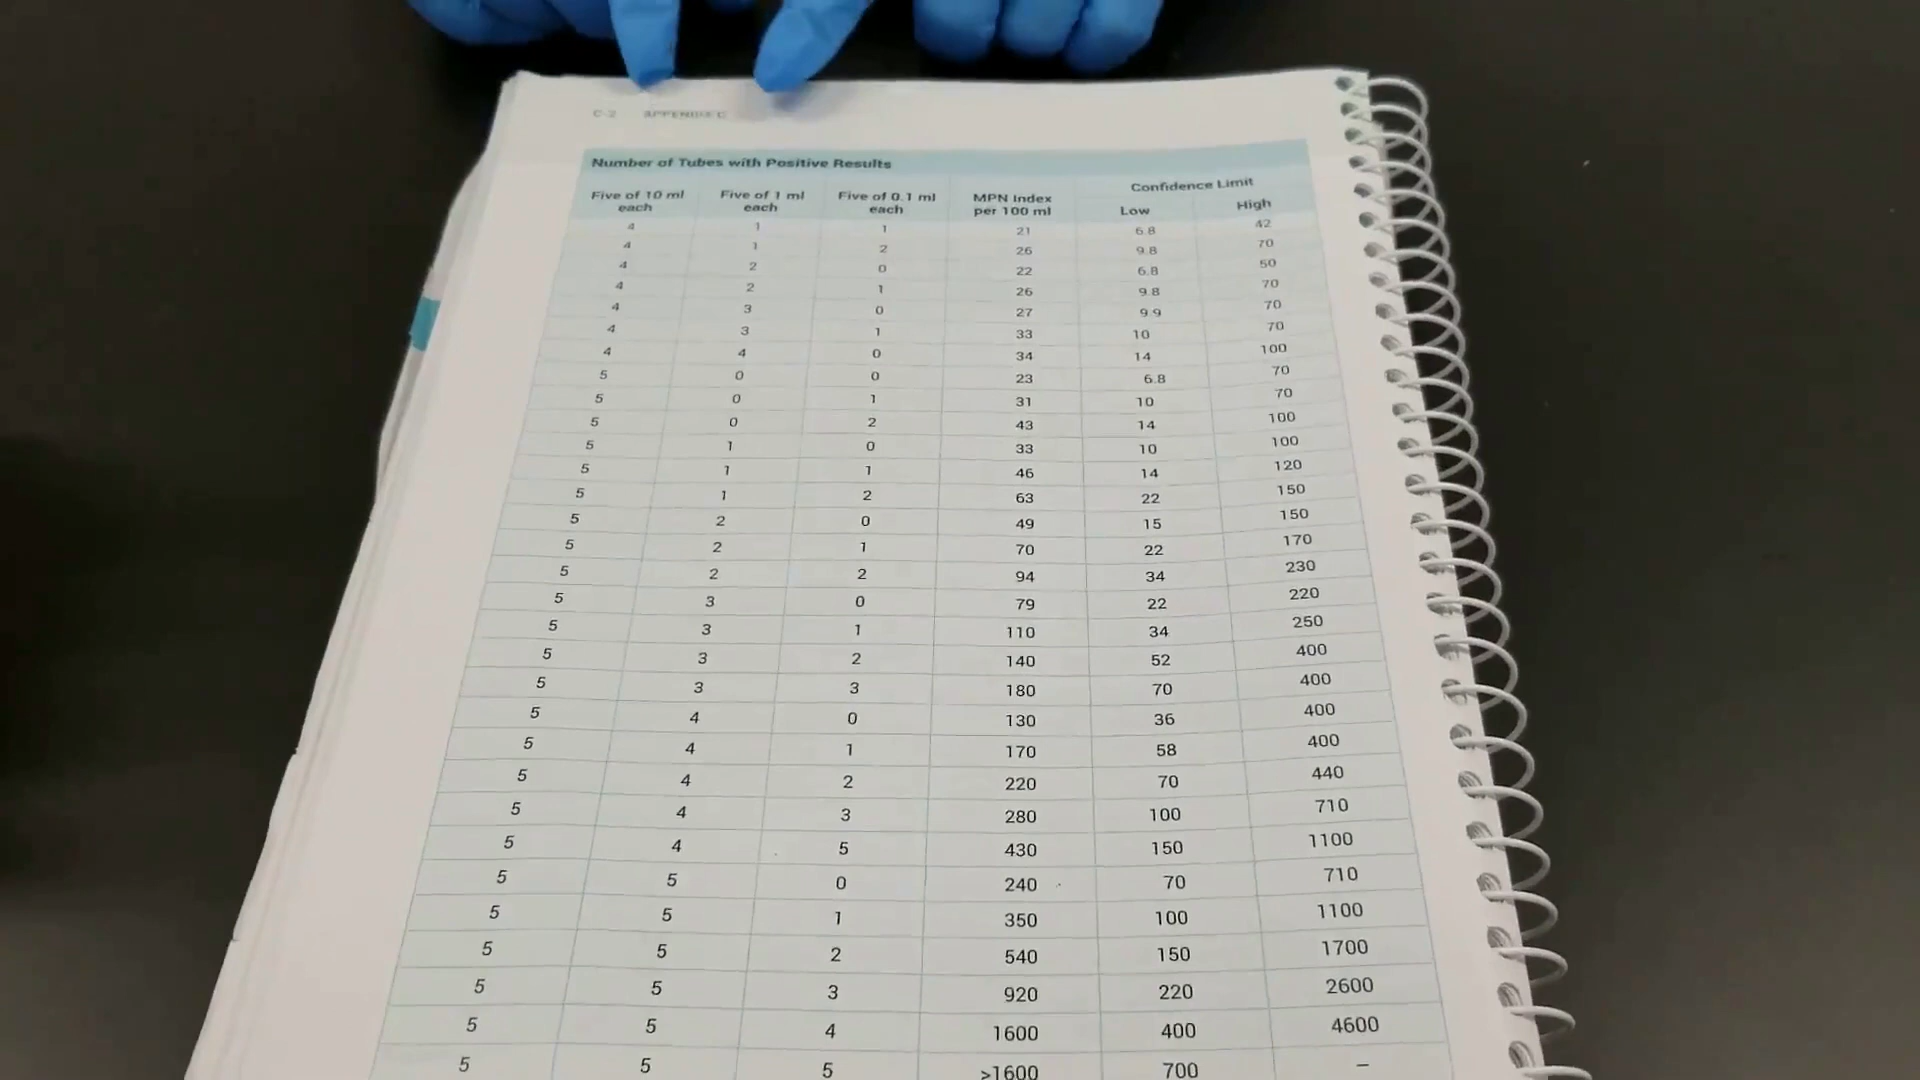 C-2 APPENDIX C
Number of Tubes with Positive Results
Five of 10 ml each Five of 1 ml each Five of 0.1 ml each MPN Index per 100 ml Confidence Limit
Low High
4 1 1 21 6.8 42
4 1 2 26 9.8 70
4 2 0 22 6.8 50
4 2 1 26 9.8 70
4 3 0 27 9.9 70
4 3 1 33 10 70
4 4 0 34 14 100
5 0 0 23 6.8 70
5 0 1 31 10 70
5 0 2 43 14 100
5 1 0 33 10 100
5 1 1 46 14 120
5 1 2 63 22 150
5 2 0 49 15 150
5 2 1 70 22 170
5 2 2 94 34 230
5 3 0 79 22 220
5 3 1 110 34 250
5 3 2 140 52 400
5 3 3 180 70 400
5 4 0 130 36 400
5 4 1 170 58 400
5 4 2 220 70 440
5 4 3 280 100 710
5 4 5 430 150 1100
5 5 0 240 70 710
5 5 1 350 100 1100
5 5 2 540 150 1700
5 5 3 920 220 2600
5 5 4 1600 400 4600
5 5 5 >1600 700 –